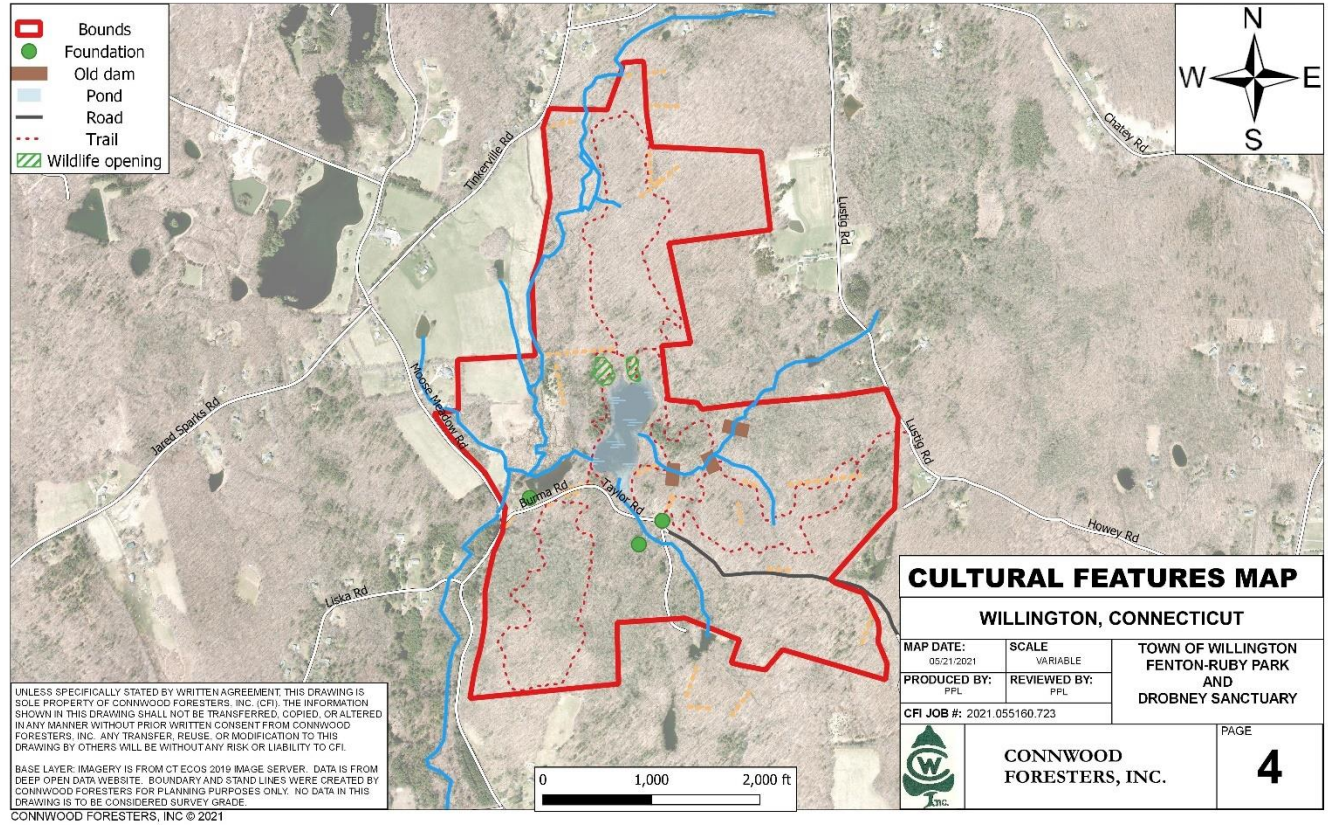 Bounds
Foundation
Old dam
Pond
Road
Trail
Wildlife opening
N
W E
S
Tinkerville Rd
Chatey Rd
Lustig Rd
Moose Meadow Rd
Jared Sparks Rd
Lustig Rd
Burma Rd
Taylor Rd
Howey Rd
Liska Rd
CULTURAL FEATURES MAP
WILLINGTON, CONNECTICUT
MAP DATE:
05/21/2021
SCALE
VARIABLE
PRODUCED BY:
PPL
REVIEWED BY:
PPL
CFI JOB #: 2021.055160.723
TOWN OF WILLINGTON
FENTON-RUBY PARK
AND
DROBNEY SANCTUARY
CW
INC.
CONNWOOD
FORESTERS, INC.
PAGE
4
0 1,000 2,000 ft
UNLESS SPECIFICALLY STATED BY WRITTEN AGREEMENT, THIS DRAWING IS
SOLE PROPERTY OF CONNWOOD FORESTERS, INC. (CFI). THE INFORMATION
SHOWN IN THIS DRAWING SHALL NOT BE TRANSFERRED, COPIED, OR ALTERED
IN ANY MANNER WITHOUT PRIOR WRITTEN CONSENT FROM CONNWOOD
FORESTERS, INC. ANY TRANSFER, REUSE, OR MODIFICATION TO THIS
DRAWING BY OTHERS WILL BE WITHOUT ANY RISK OR LIABILITY TO CFI.
BASE LAYER: IMAGERY IS FROM CT ECOS 2019 IMAGE SERVER. DATA IS FROM
DEEP OPEN DATA WEBSITE. BOUNDARY AND STAND LINES WERE CREATED BY
CONNWOOD FORESTERS FOR PLANNING PURPOSES ONLY. NO DATA IN THIS
DRAWING IS TO BE CONSIDERED SURVEY GRADE.
CONNWOOD FORESTERS, INC © 2021